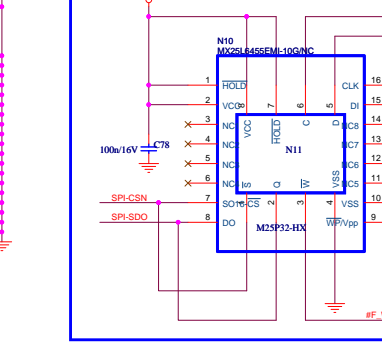 N10
MX25L6455EMI-10G/NC
1 HOLD CLK 16
2 VCC DI 15
3 NC NC8 14
4 NC NC7 13
5 NC NC6 12
6 NC NC5 11
7 SO16-CS VSS 10
8 DO WP/Vpp 9
8 7 6 5
VCC HOLD C D
N11
S Q W VSS
1 2 3 4
M25P32-HX
100n/16V C78
SPI-CSN
SPI-SDO